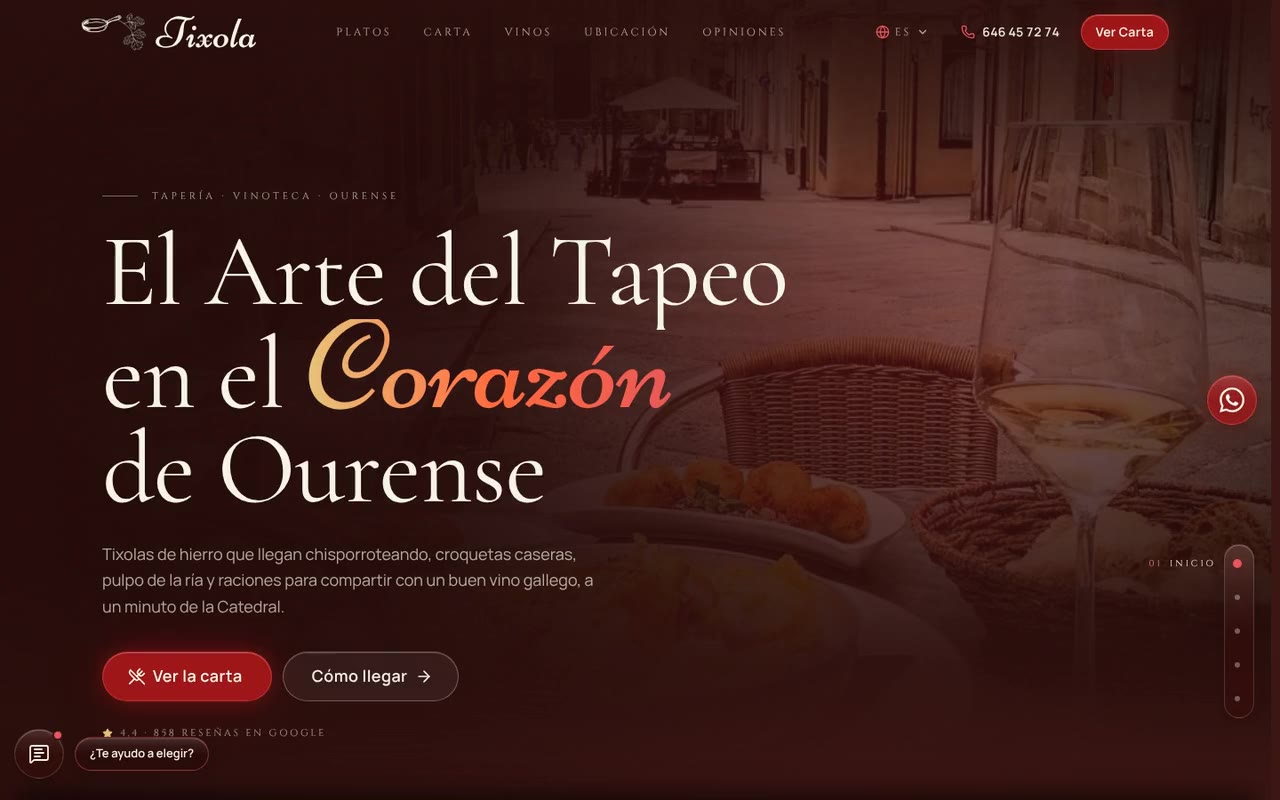 Tixola
PLATOS
CARTA
VINOS
UBICACIÓN
OPINIONES
ES
646 45 72 74
Ver Carta
TAPERÍA · VINOTECA · OURENSE
El Arte del Tapeo
en el Corazón
de Ourense
Tixolas de hierro que llegan chisporroteando, croquetas caseras,
pulpo de la ría y raciones para compartir con un buen vino gallego, a
un minuto de la Catedral.
01 INICIO
Ver la carta
Cómo llegar
4,4 · 858 RESEÑAS EN GOOGLE
¿Te ayudo a elegir?